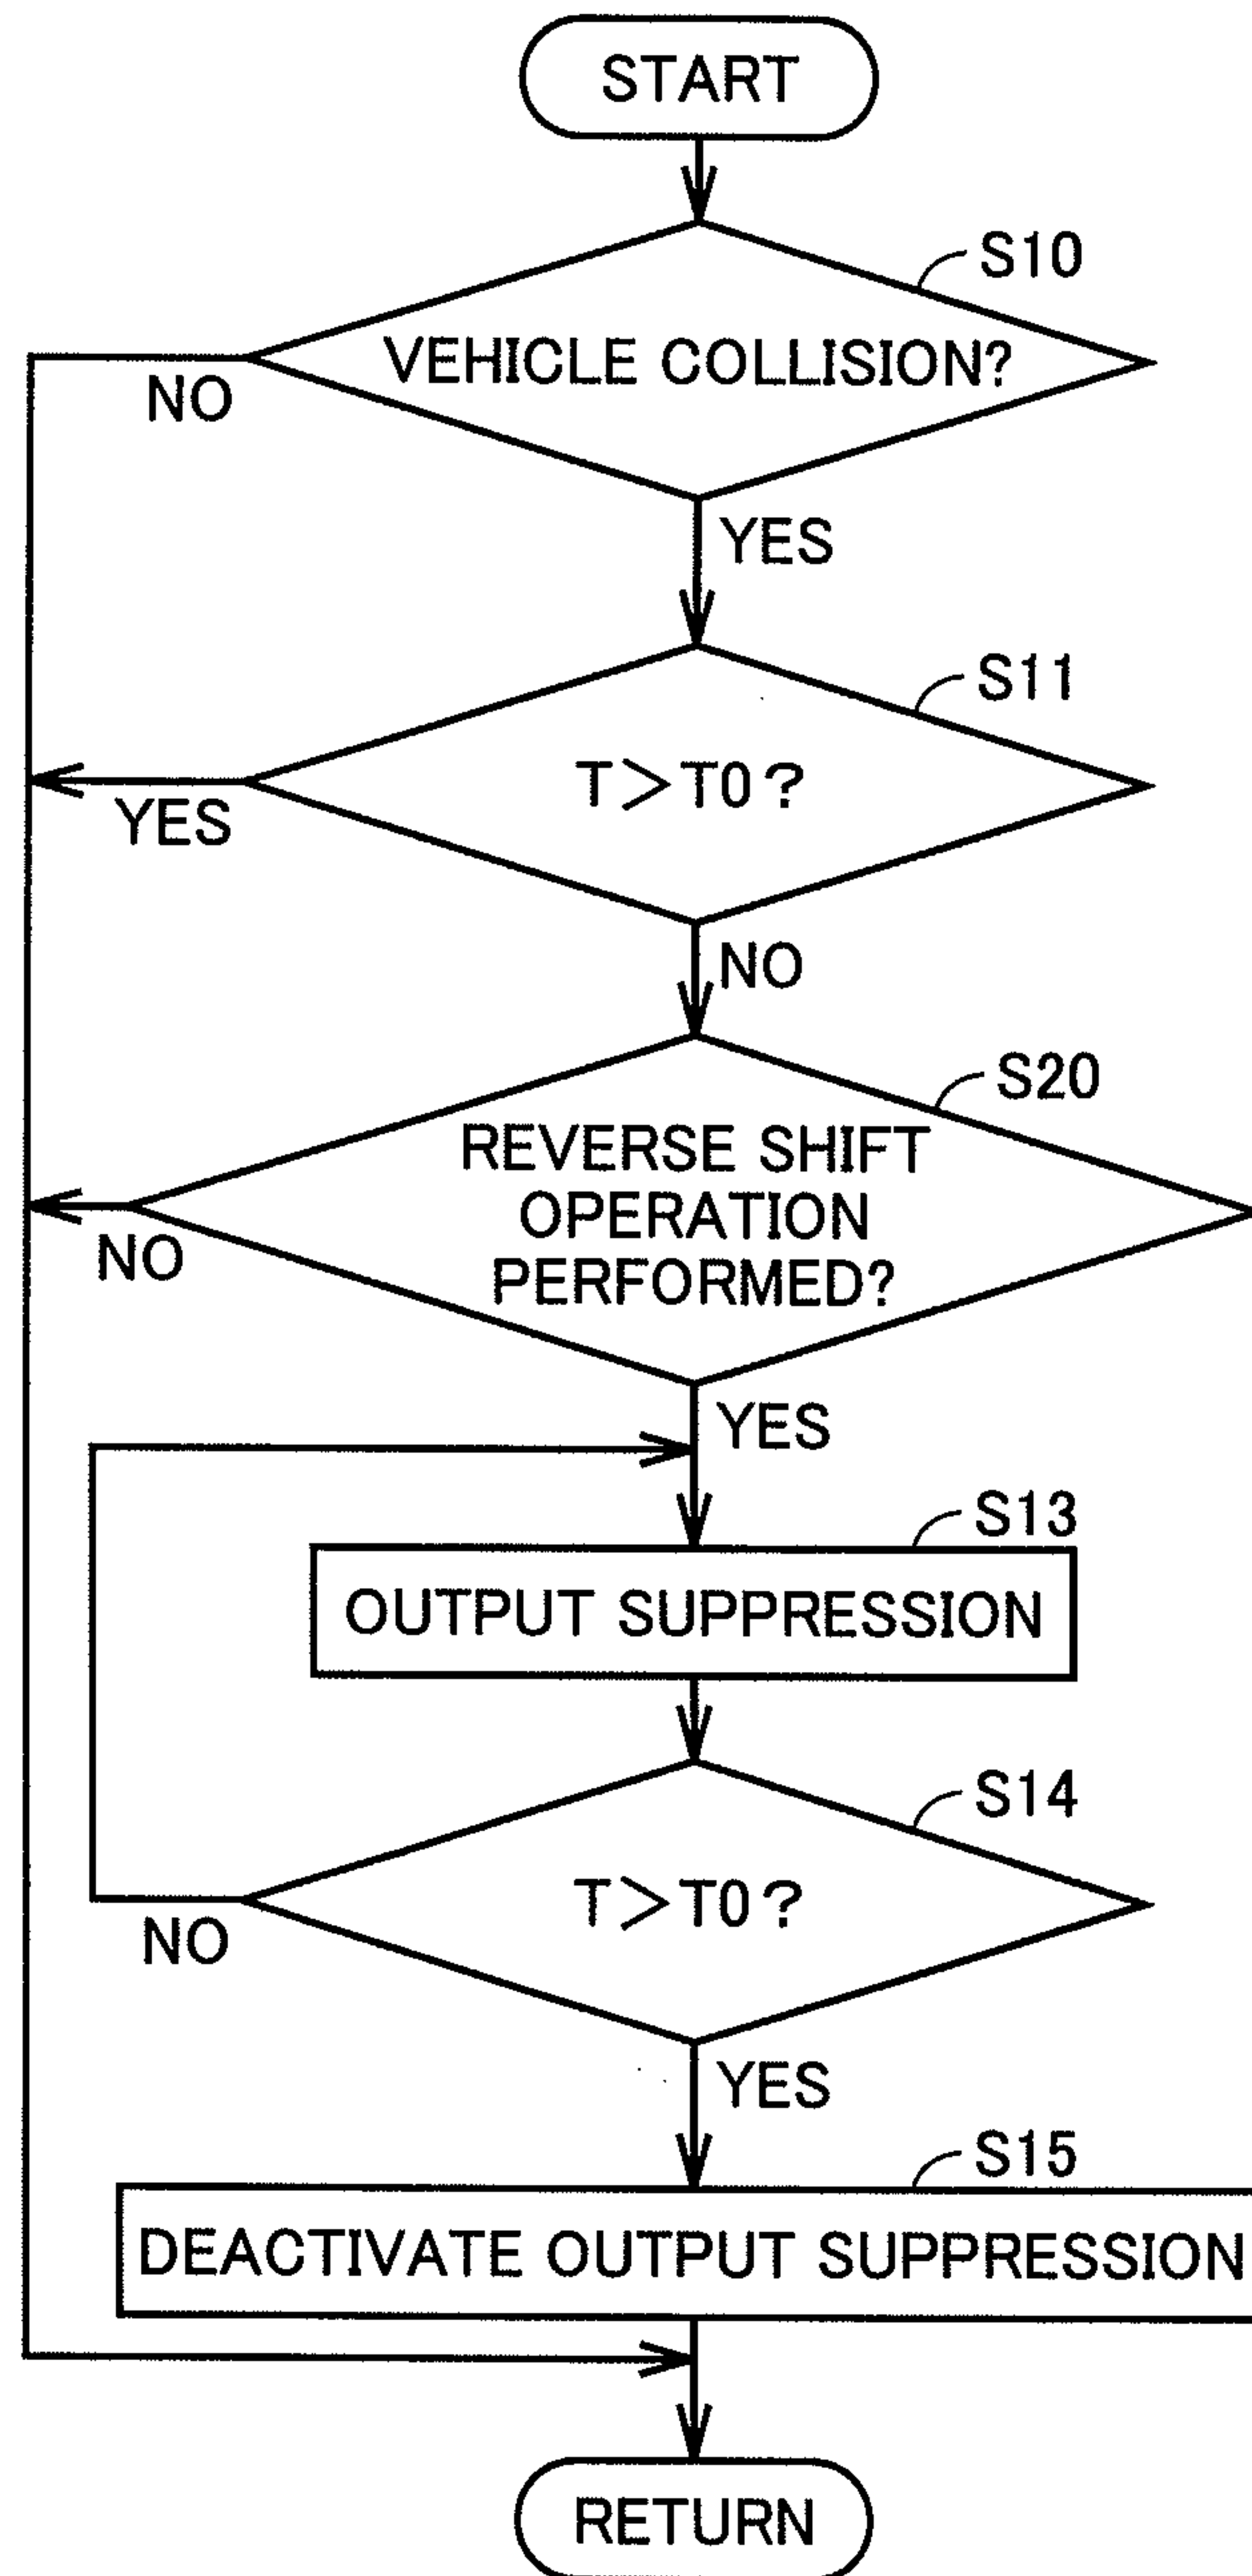 START
S10
VEHICLE COLLISION?
NO
YES
S11
T>T0?
YES
NO
S20
REVERSE SHIFT
OPERATION
PERFORMED?
NO
YES
S13
OUTPUT SUPPRESSION
S14
T>T0?
NO
YES
S15
DEACTIVATE OUTPUT SUPPRESSION
RETURN